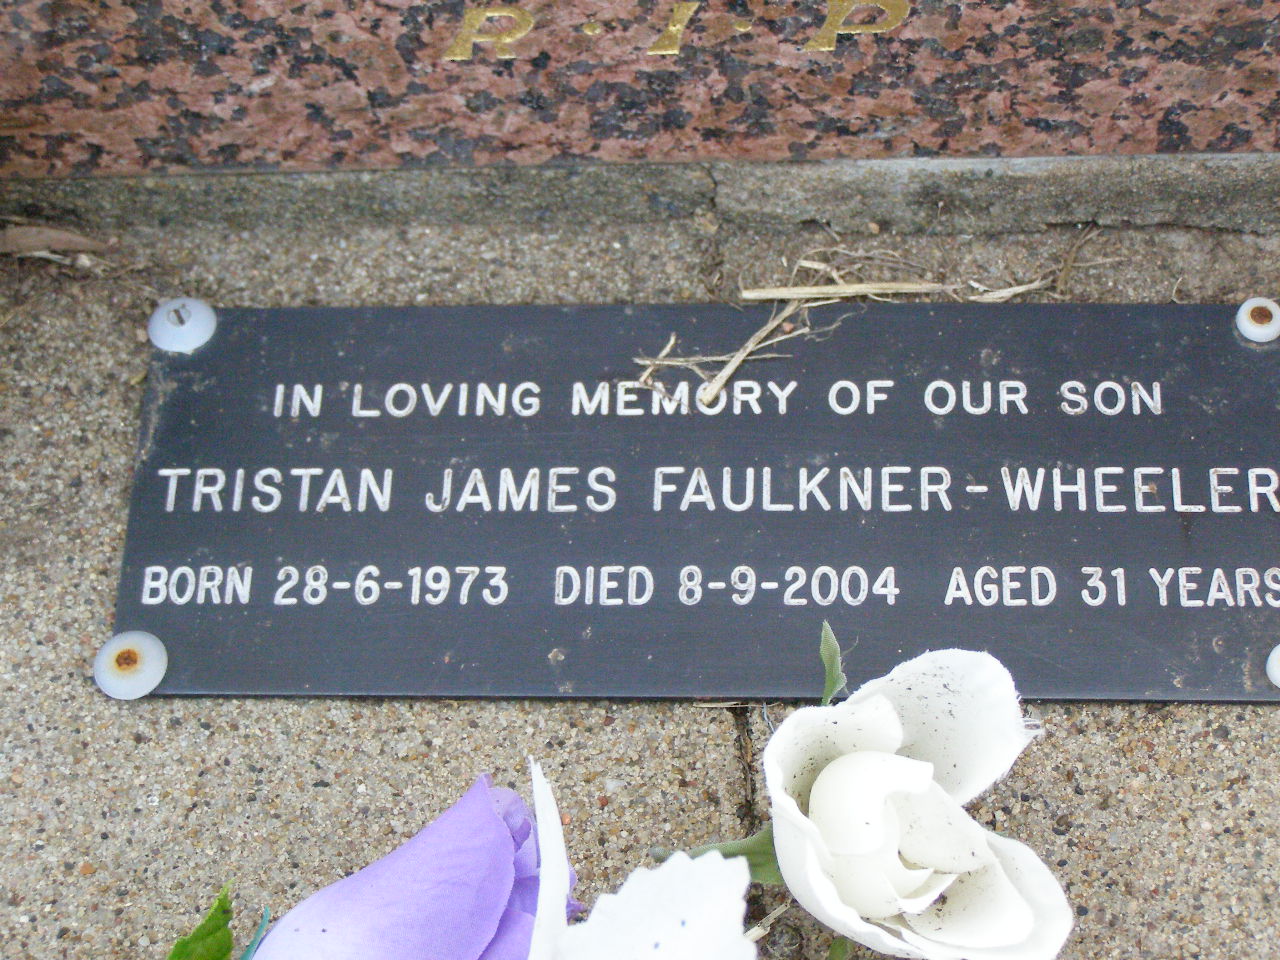 R·I·P
IN LOVING MEMORY OF OUR SON
TRISTAN JAMES FAULKNER-WHEELER
BORN 28-6-1973 DIED 8-9-2004 AGED 31 YEARS